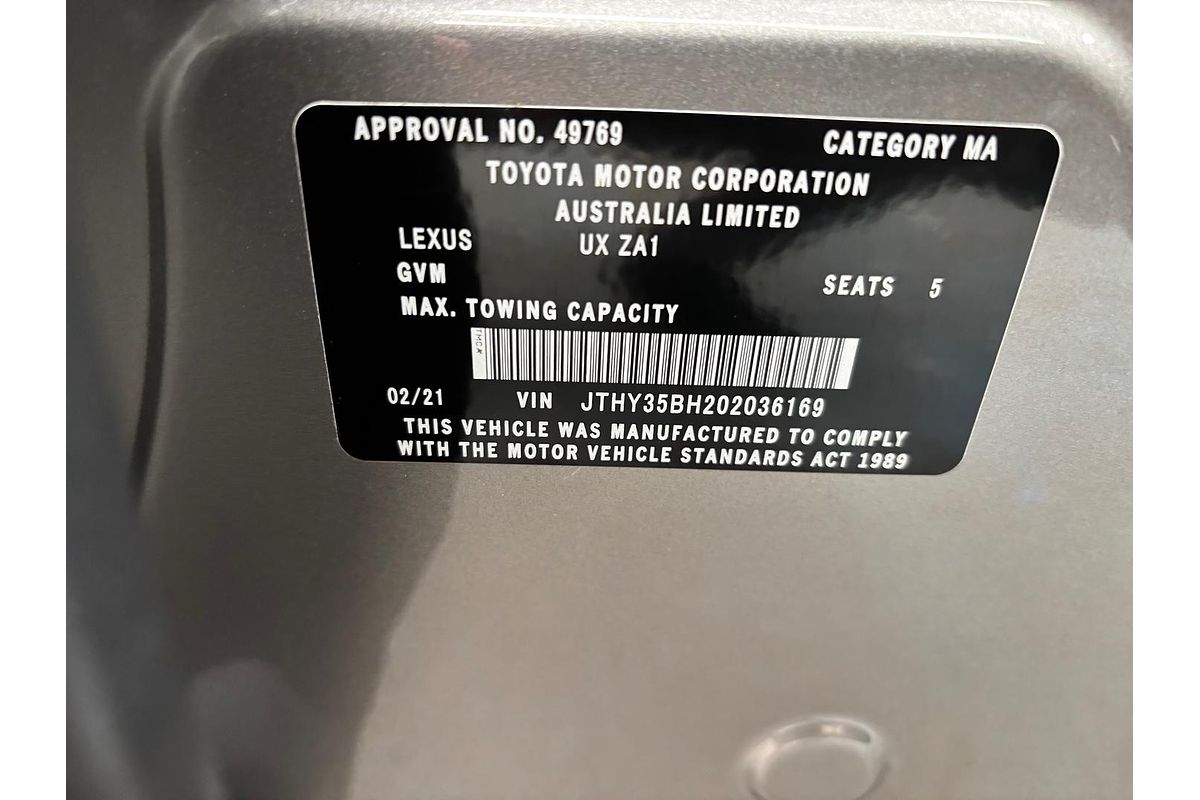 APPROVAL NO. 49769 CATEGORY MA
TOYOTA MOTOR CORPORATION
AUSTRALIA LIMITED
LEXUS UX ZA1
GVM SEATS 5
MAX. TOWING CAPACITY
TMCA
02/21 VIN JTHY35BH202036169
THIS VEHICLE WAS MANUFACTURED TO COMPLY
WITH THE MOTOR VEHICLE STANDARDS ACT 1989